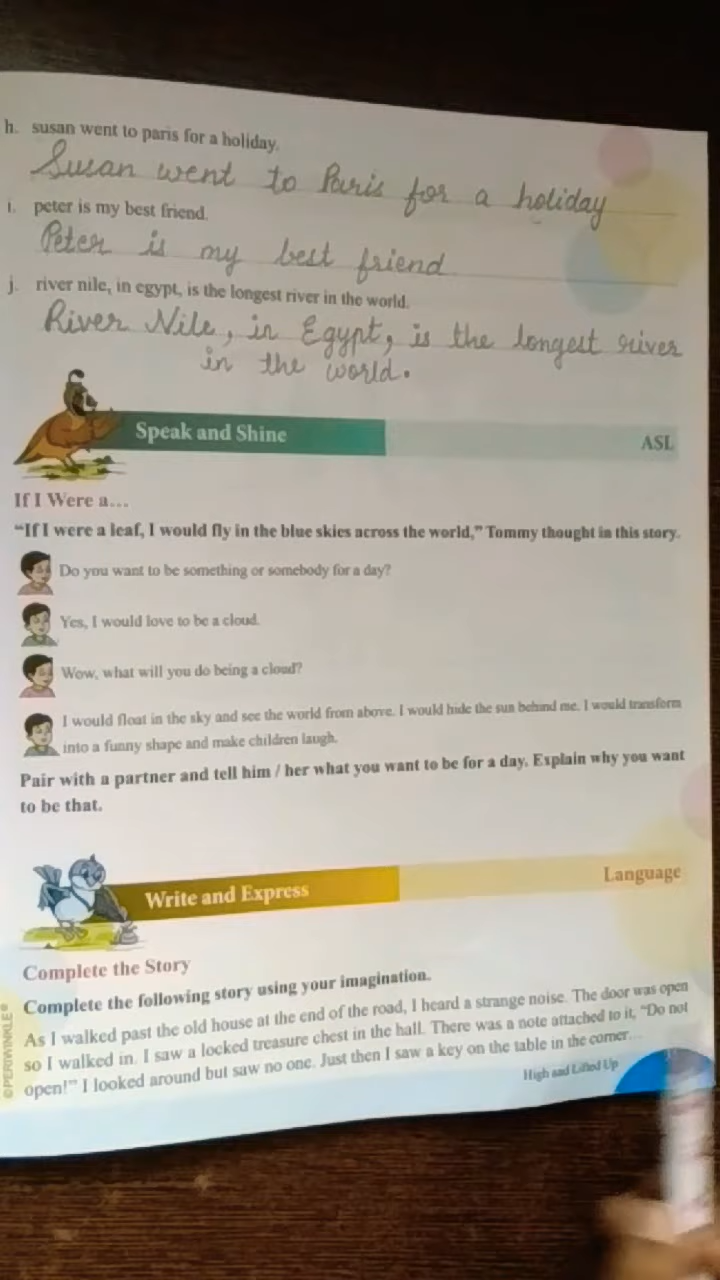 h. susan went to paris for a holiday.
Susan went to Paris for a holiday
i. peter is my best friend.
Peter is my best friend
j. river nile, in egypt, is the longest river in the world.
River Nile, in Egypt, is the longest river
in the world.
Speak and Shine
ASL
If I Were a...
“If I were a leaf, I would fly in the blue skies across the world,” Tommy thought in this story.
Do you want to be something or somebody for a day?
Yes, I would love to be a cloud.
Wow, what will you do being a cloud?
I would float in the sky and see the world from above. I would hide the sun behind me. I would transform
into a funny shape and make children laugh.
Pair with a partner and tell him / her what you want to be for a day. Explain why you want
to be that.
Write and Express
Language
Complete the Story
Complete the following story using your imagination.
As I walked past the old house at the end of the road, I heard a strange noise. The door was open
so I walked in. I saw a locked treasure chest in the hall. There was a note attached to it, “Do not
open!” I looked around but saw no one. Just then I saw a key on the table in the corner...
High and Lifted Up
©PERIWINKLE®